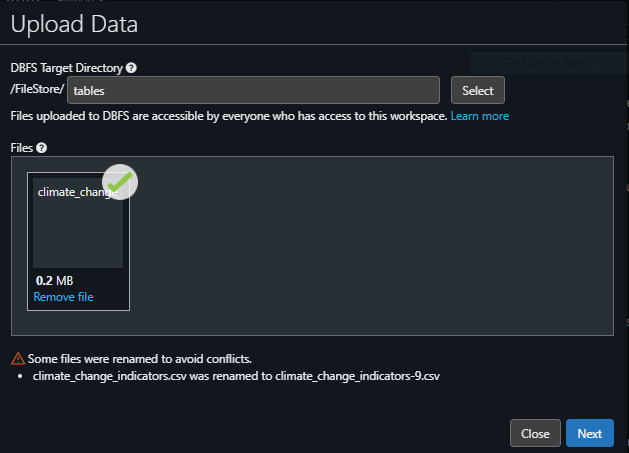 Upload Data
DBFS Target Directory
/FileStore/ tables Select
Files uploaded to DBFS are accessible by everyone who has access to this workspace. Learn more
Files
climate_change
0.2 MB
Remove file
Some files were renamed to avoid conflicts.
• climate_change_indicators.csv was renamed to climate_change_indicators-9.csv
Close Next